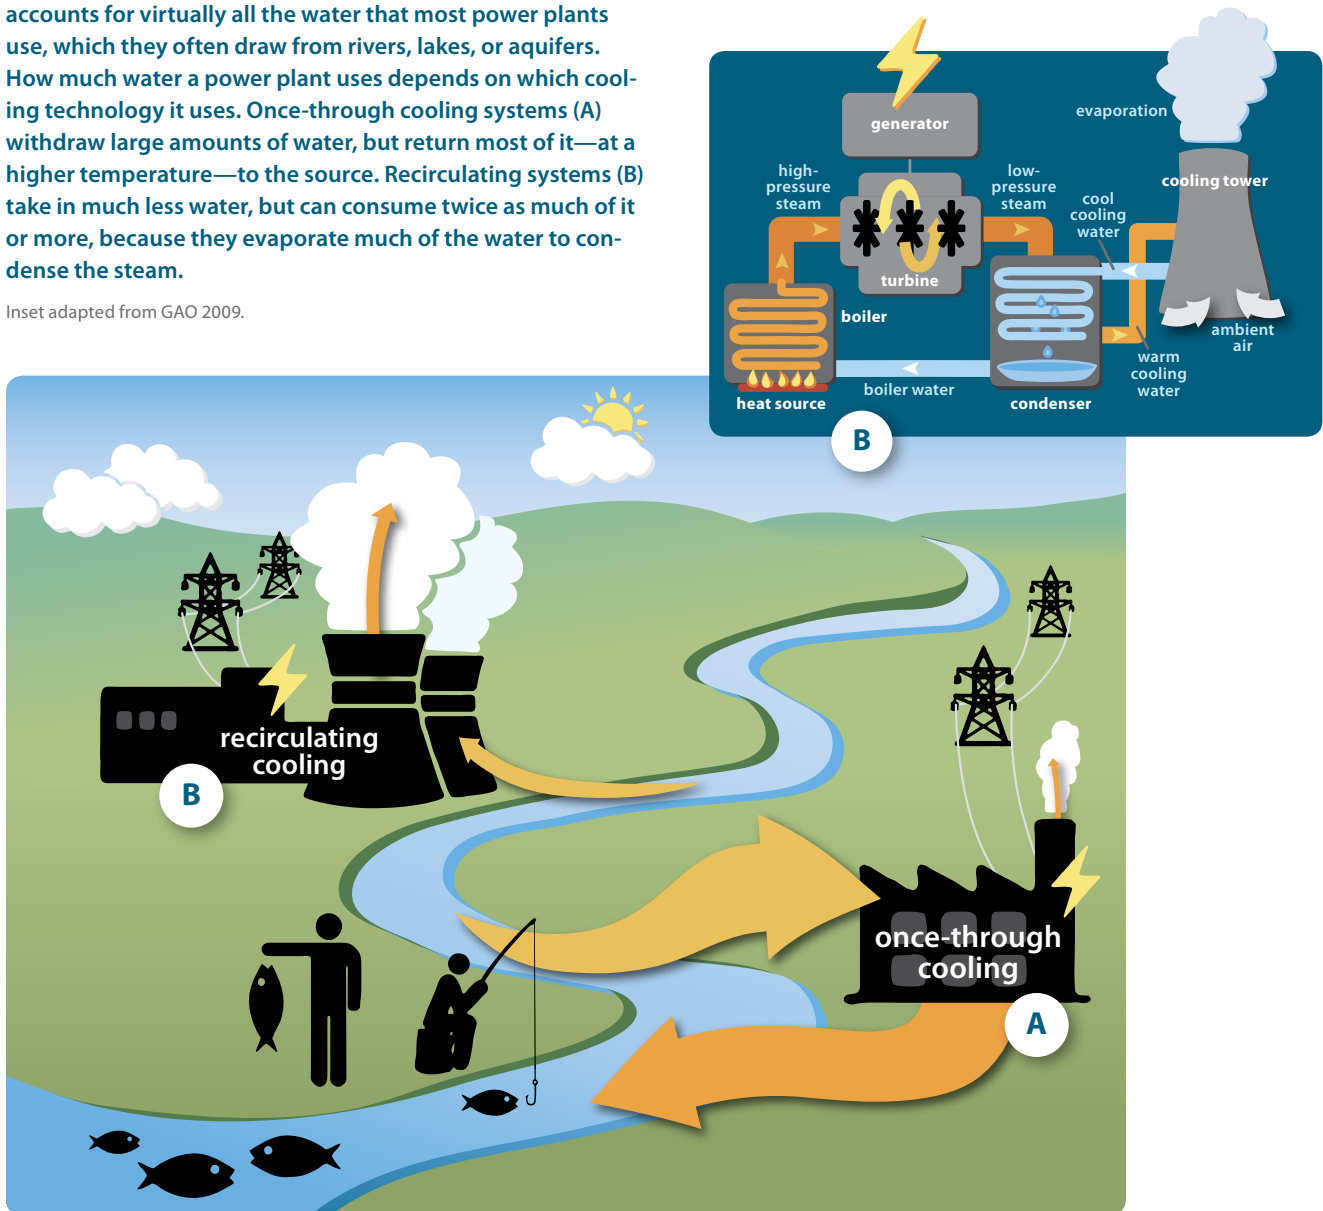 accounts for virtually all the water that most power plants
use, which they often draw from rivers, lakes, or aquifers.
How much water a power plant uses depends on which cool-
ing technology it uses. Once-through cooling systems (A)
withdraw large amounts of water, but return most of it—at a
higher temperature—to the source. Recirculating systems (B)
take in much less water, but can consume twice as much of it
or more, because they evaporate much of the water to con-
dense the steam.
Inset adapted from GAO 2009.
evaporation
generator
cooling tower
high-
pressure
steam
low-
pressure
steam
cool
cooling
water
turbine
boiler
ambient
air
warm
cooling
water
boiler water
heat source
condenser
B
recirculating
cooling
B
once-through
cooling
A